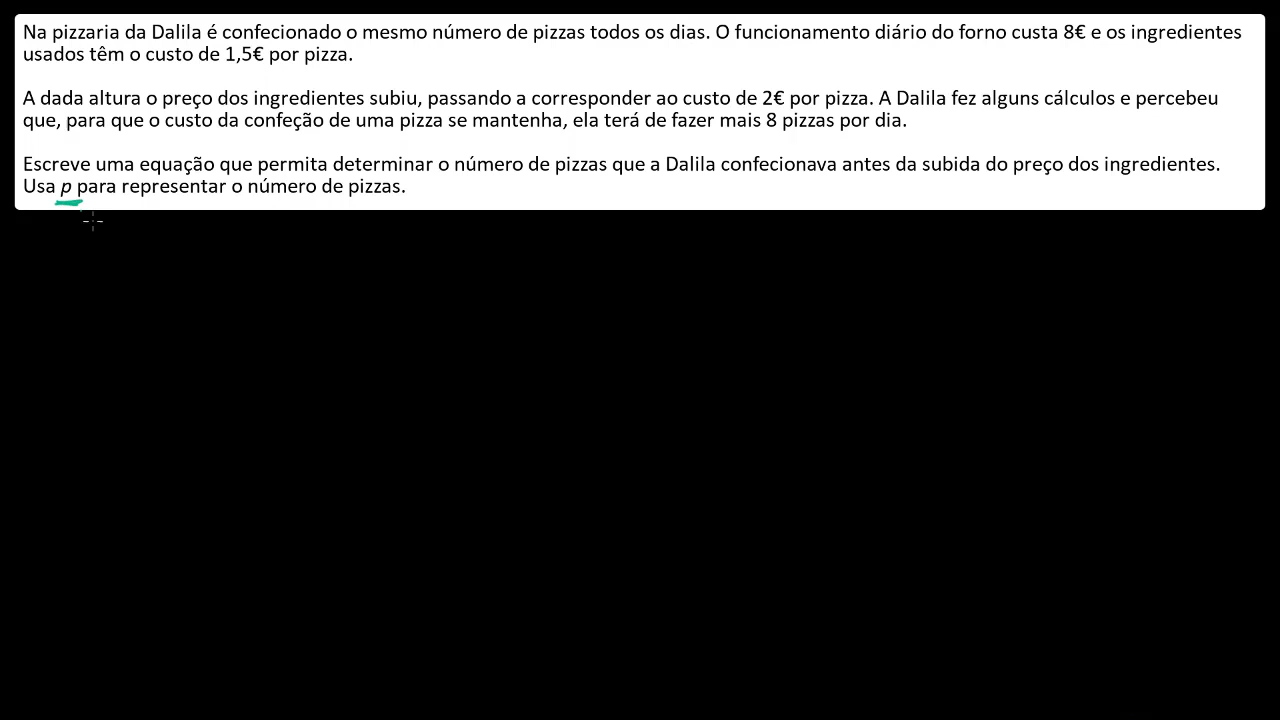 Na pizzaria da Dalila é confecionado o mesmo número de pizzas todos os dias. O funcionamento diário do forno custa 8€ e os ingredientes
usados têm o custo de 1,5€ por pizza.
A dada altura o preço dos ingredientes subiu, passando a corresponder ao custo de 2€ por pizza. A Dalila fez alguns cálculos e percebeu
que, para que o custo da confeção de uma pizza se mantenha, ela terá de fazer mais 8 pizzas por dia.
Escreve uma equação que permita determinar o número de pizzas que a Dalila confecionava antes da subida do preço dos ingredientes.
Usa p para representar o número de pizzas.